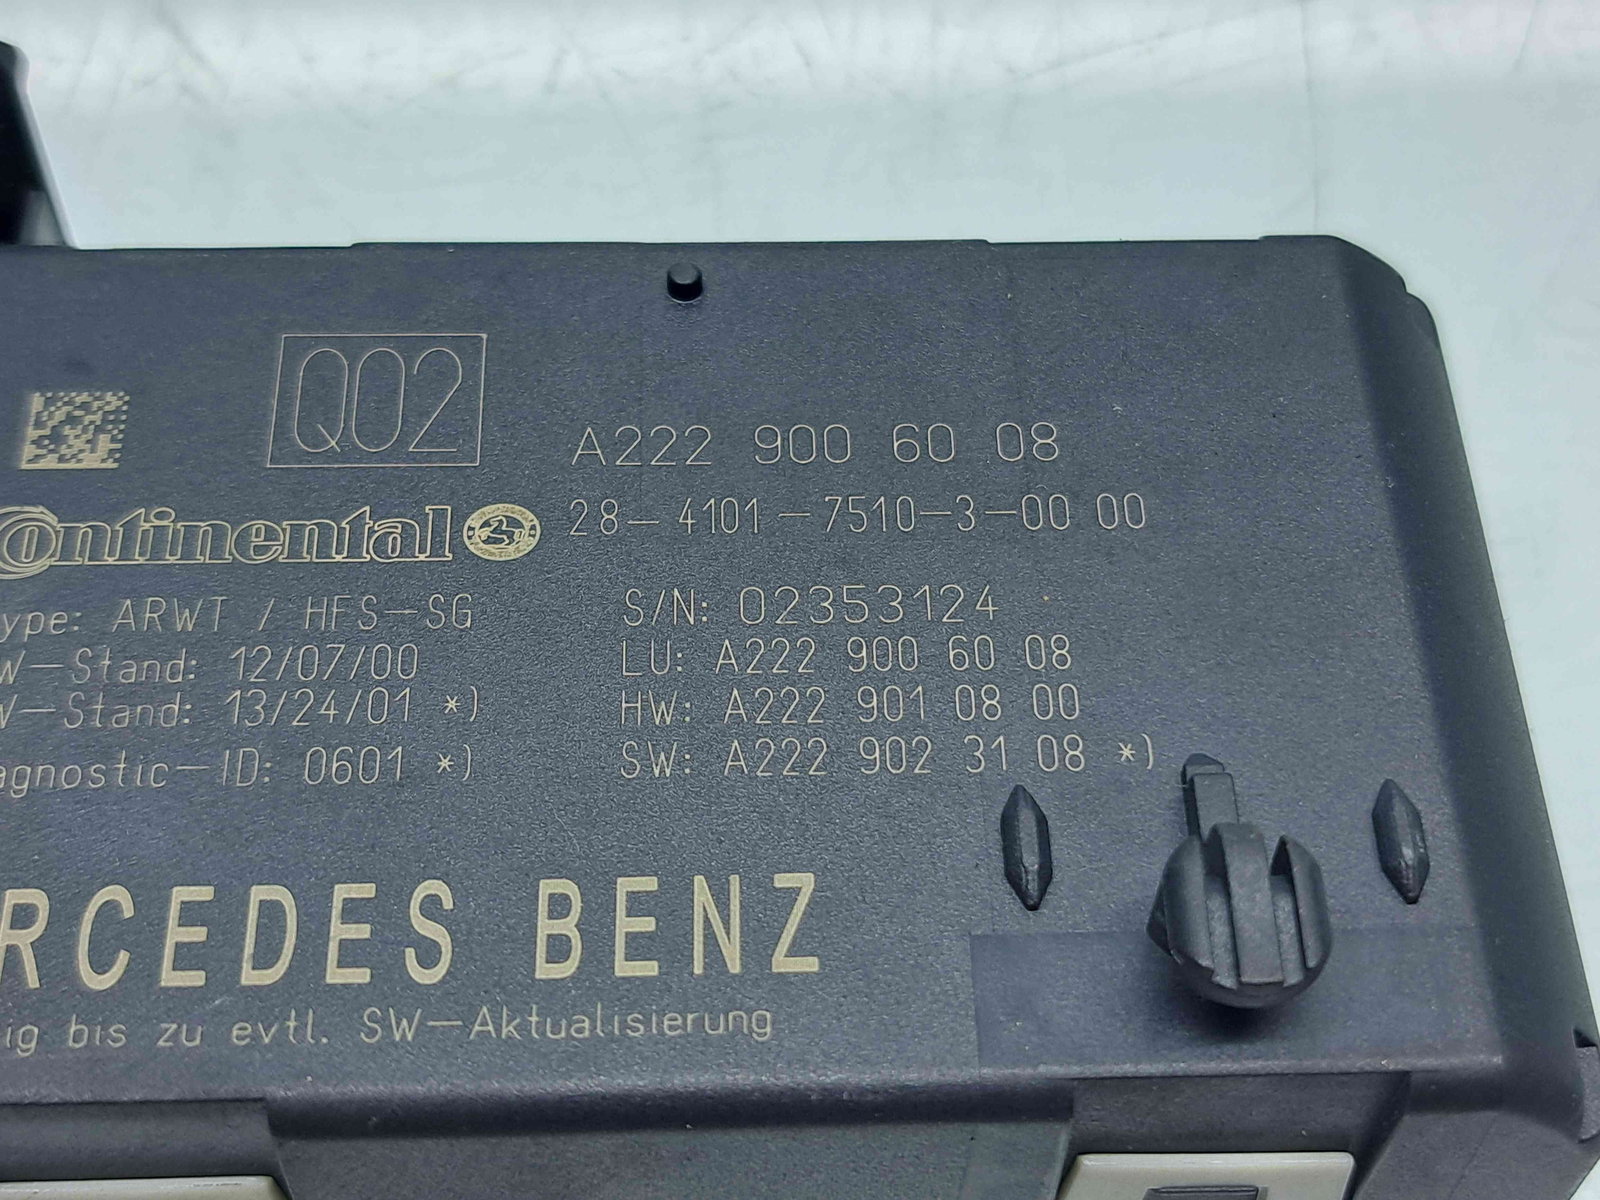 Q02
A222 900 60 08
Continental
28-4101-7510-3-00 00
ype: ARWT / HFS-SG
S/N: 02353124
W-Stand: 12/07/00
LU: A222 900 60 08
W-Stand: 13/24/01 *)
HW: A222 901 08 00
agnostic-ID: 0601 *)
SW: A222 902 31 08 *)
RCEDES BENZ
ig bis zu evtl. SW-Aktualisierung